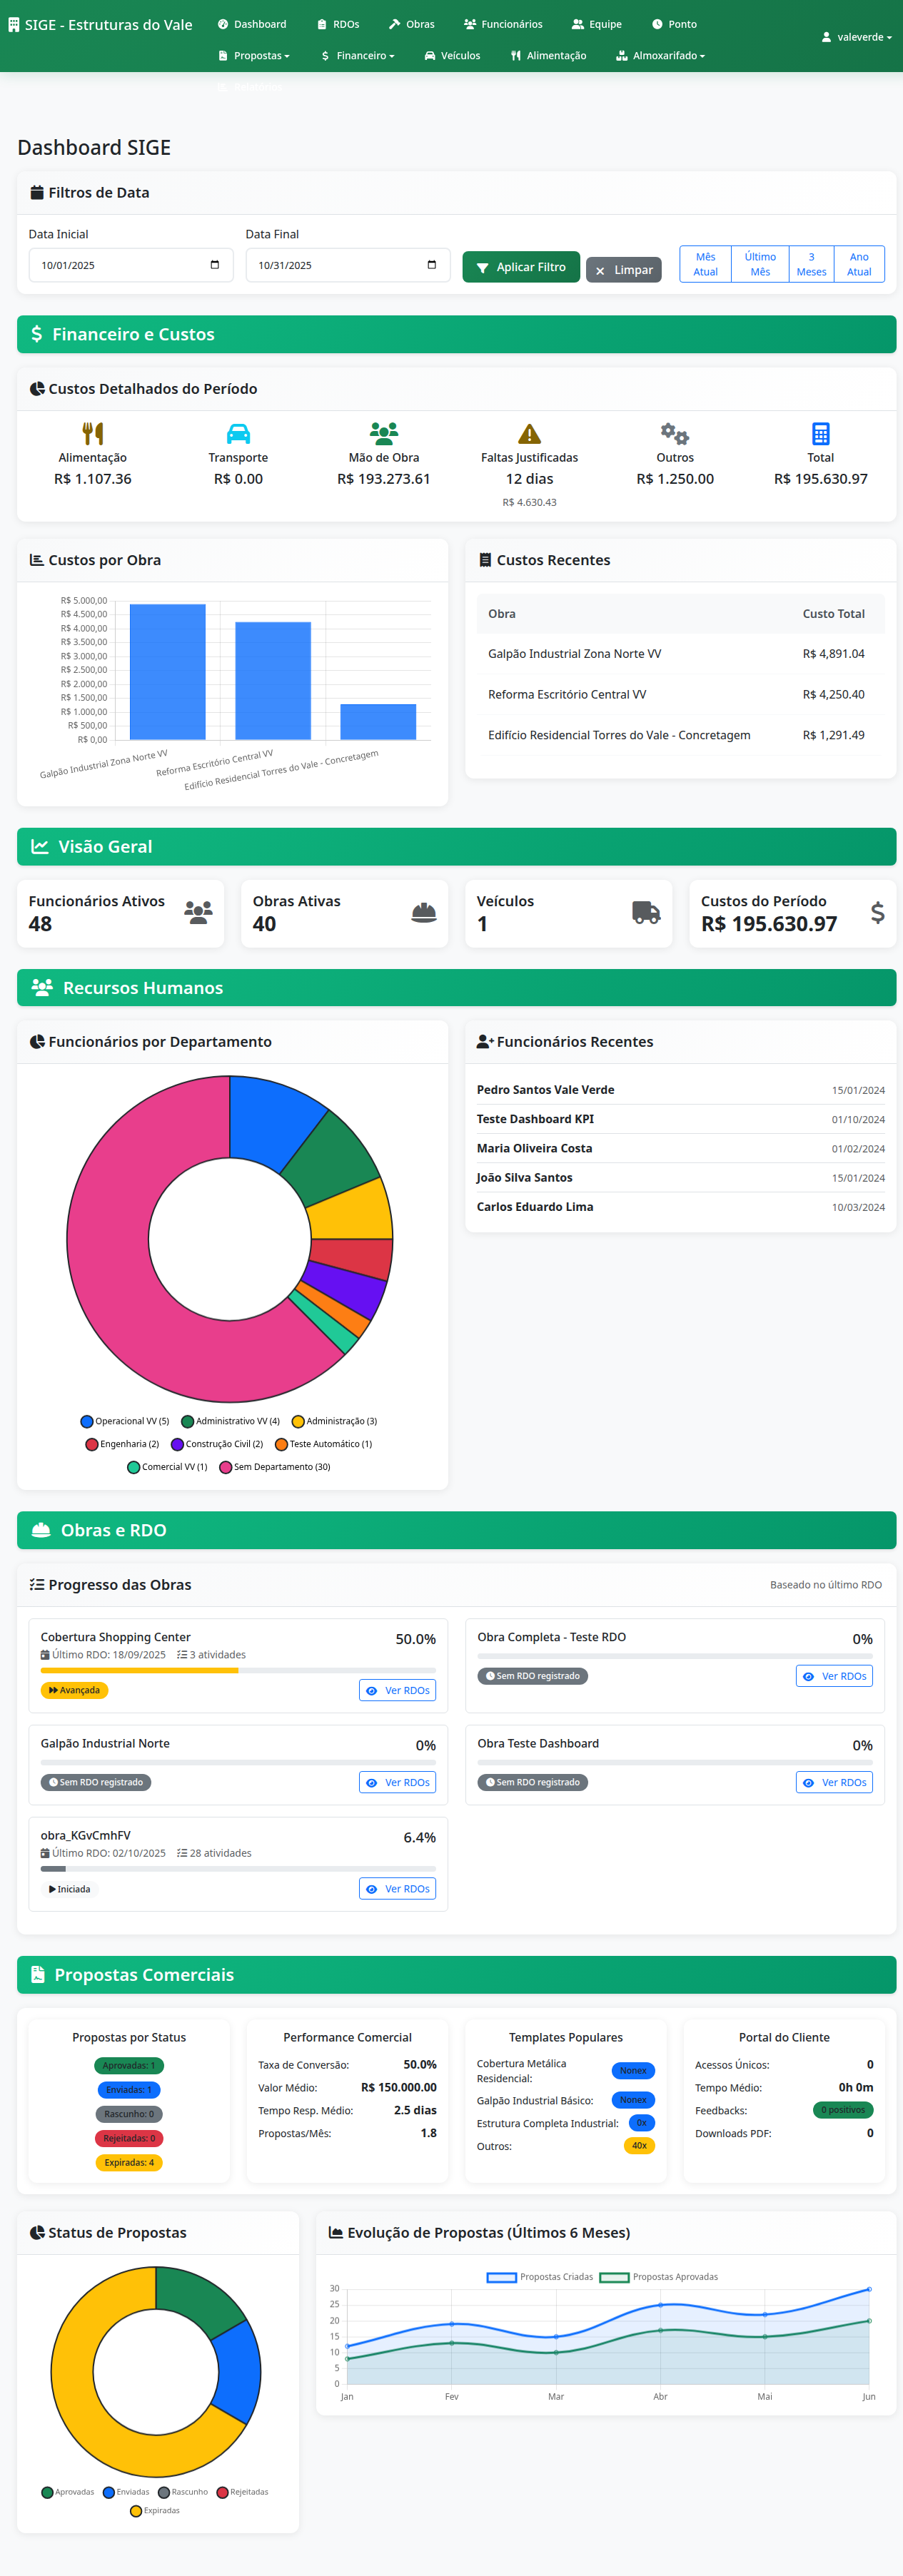 SIGE - Estruturas do Vale
Dashboard
RDOs
Obras
Funcionários
Equipe
Ponto
Propostas
Financeiro
Veículos
Alimentação
Almoxarifado
valeverde
Dashboard SIGE
Filtros de Data
Data Inicial
Data Final
10/01/2025
10/31/2025
Aplicar Filtro
Limpar
Mês Atual
Último Mês
3 Meses
Ano Atual
Financeiro e Custos
Custos Detalhados do Período
Alimentação
R$ 1.107.36
Transporte
R$ 0.00
Mão de Obra
R$ 193.273.61
Faltas Justificadas
12 dias
R$ 4.630.43
Outros
R$ 1.250.00
Total
R$ 195.630.97
Custos por Obra
R$ 5.000,00
R$ 4.500,00
R$ 4.000,00
R$ 3.500,00
R$ 3.000,00
R$ 2.500,00
R$ 2.000,00
R$ 1.500,00
R$ 1.000,00
R$ 500,00
R$ 0,00
Galpão Industrial Zona Norte VV
Reforma Escritório Central VV
Edifício Residencial Torres do Vale - Concretagem
Custos Recentes
Obra Custo Total
Galpão Industrial Zona Norte VV R$ 4,891.04
Reforma Escritório Central VV R$ 4,250.40
Edifício Residencial Torres do Vale - Concretagem R$ 1,291.49
Visão Geral
Funcionários Ativos
48
Obras Ativas
40
Veículos
1
Custos do Período
R$ 195.630.97
Recursos Humanos
Funcionários por Departamento
Operacional VV (5)
Administrativo VV (4)
Administração (3)
Engenharia (2)
Construção Civil (2)
Teste Automático (1)
Comercial VV (1)
Sem Departamento (30)
Funcionários Recentes
Pedro Santos Vale Verde 15/01/2024
Teste Dashboard KPI 01/10/2024
Maria Oliveira Costa 01/02/2024
João Silva Santos 15/01/2024
Carlos Eduardo Lima 10/03/2024
Obras e RDO
Progresso das Obras
Baseado no último RDO
Cobertura Shopping Center 50.0%
Último RDO: 18/09/2025 3 atividades
Avançada
Ver RDOs
Obra Completa - Teste RDO 0%
Sem RDO registrado
Ver RDOs
Galpão Industrial Norte 0%
Sem RDO registrado
Ver RDOs
Obra Teste Dashboard 0%
Sem RDO registrado
Ver RDOs
obra_KGvCmhFV 6.4%
Último RDO: 02/10/2025 28 atividades
Iniciada
Ver RDOs
Propostas Comerciais
Propostas por Status
Aprovadas: 1
Enviadas: 1
Rascunho: 0
Rejeitadas: 0
Expiradas: 4
Performance Comercial
Taxa de Conversão: 50.0%
Valor Médio: R$ 150.000.00
Tempo Resp. Médio: 2.5 dias
Propostas/Mês: 1.8
Templates Populares
Cobertura Metálica
Residencial: Nonex
Galpão Industrial Básico: Nonex
Estrutura Completa Industrial: 0x
Outros: 40x
Portal do Cliente
Acessos Únicos: 0
Tempo Médio: 0h 0m
Feedbacks: 0 positivos
Downloads PDF: 0
Status de Propostas
Aprovadas
Enviadas
Rascunho
Rejeitadas
Expiradas
Evolução de Propostas (Últimos 6 Meses)
Propostas Criadas
Propostas Aprovadas
30
25
20
15
10
5
0
Jan
Fev
Mar
Abr
Mai
Jun